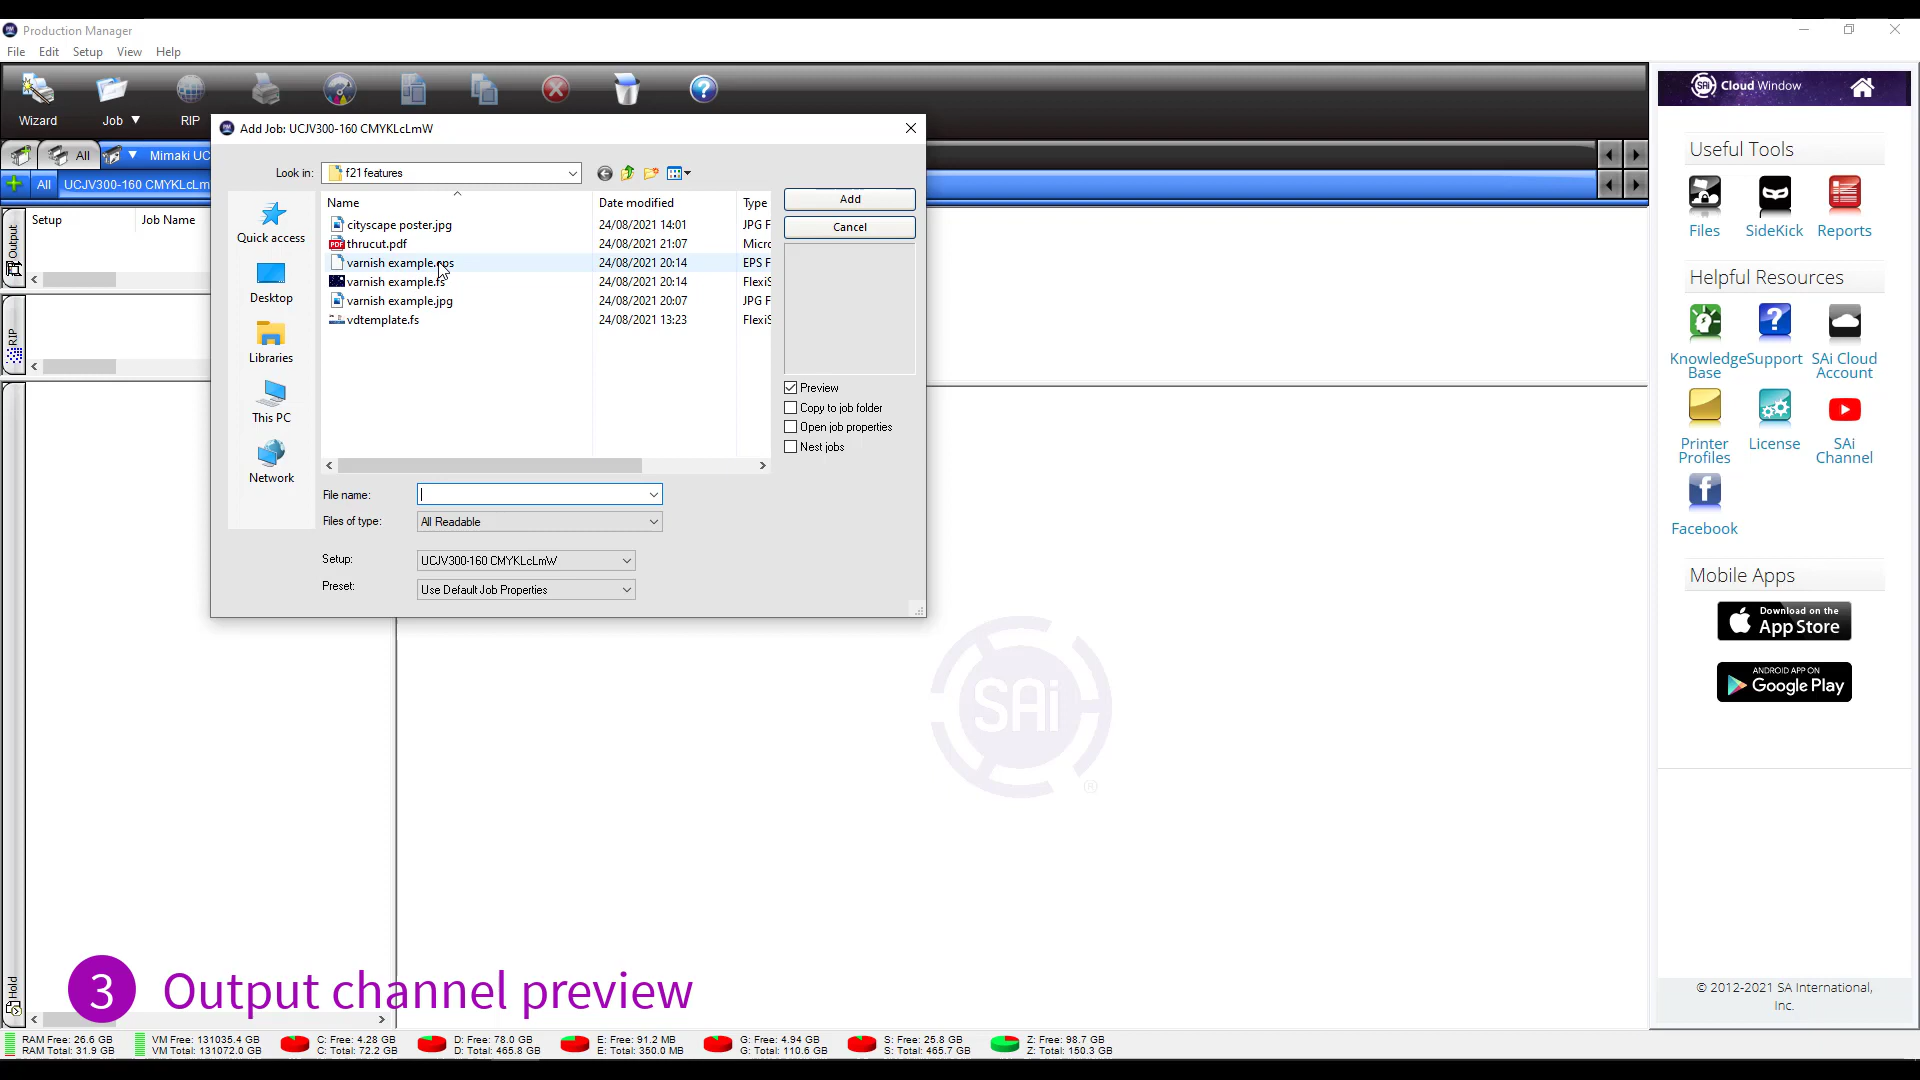 Production Manager
File Edit Setup View Help
Wizard Job RIP
Add Job: UCJV300-160 CMYKLcLmW
All Mimaki UC
All UCJV300-160 CMYKLcLm
Setup Job Name
Output
RIP
Hold
Look in: f21 features
Quick access
Desktop
Libraries
This PC
Network
Name Date modified Type
cityscape poster.jpg 24/08/2021 14:01 JPG F
thrucut.pdf 24/08/2021 21:07 Micro
varnish example.eps 24/08/2021 20:14 EPS F
varnish example.fs 24/08/2021 20:14 FlexiS
varnish example.jpg 24/08/2021 20:07 JPG F
vdtemplate.fs 24/08/2021 13:23 FlexiS
Add
Cancel
Preview
Copy to job folder
Open job properties
Nest jobs
File name:
Files of type: All Readable
Setup: UCJV300-160 CMYKLcLmW
Preset: Use Default Job Properties
SAi
®
SAi Cloud Window
Useful Tools
Files SideKick Reports
Helpful Resources
Knowledge Base
Support
SAi Cloud Account
Printer Profiles
License
SAi Channel
Facebook
Mobile Apps
Download on the
App Store
ANDROID APP ON
Google Play
© 2012-2021 SA International,
Inc.
3 Output channel preview
RAM Free: 26.6 GB VM Free: 131035.4 GB C: Free: 4.28 GB D: Free: 78.0 GB E: Free: 91.2 MB G: Free: 4.94 GB S: Free: 25.8 GB Z: Free: 98.7 GB
RAM Total: 31.9 GB VM Total: 131072.0 GB C: Total: 72.2 GB D: Total: 465.8 GB E: Total: 350.0 MB G: Total: 110.6 GB S: Total: 465.7 GB Z: Total: 150.3 GB